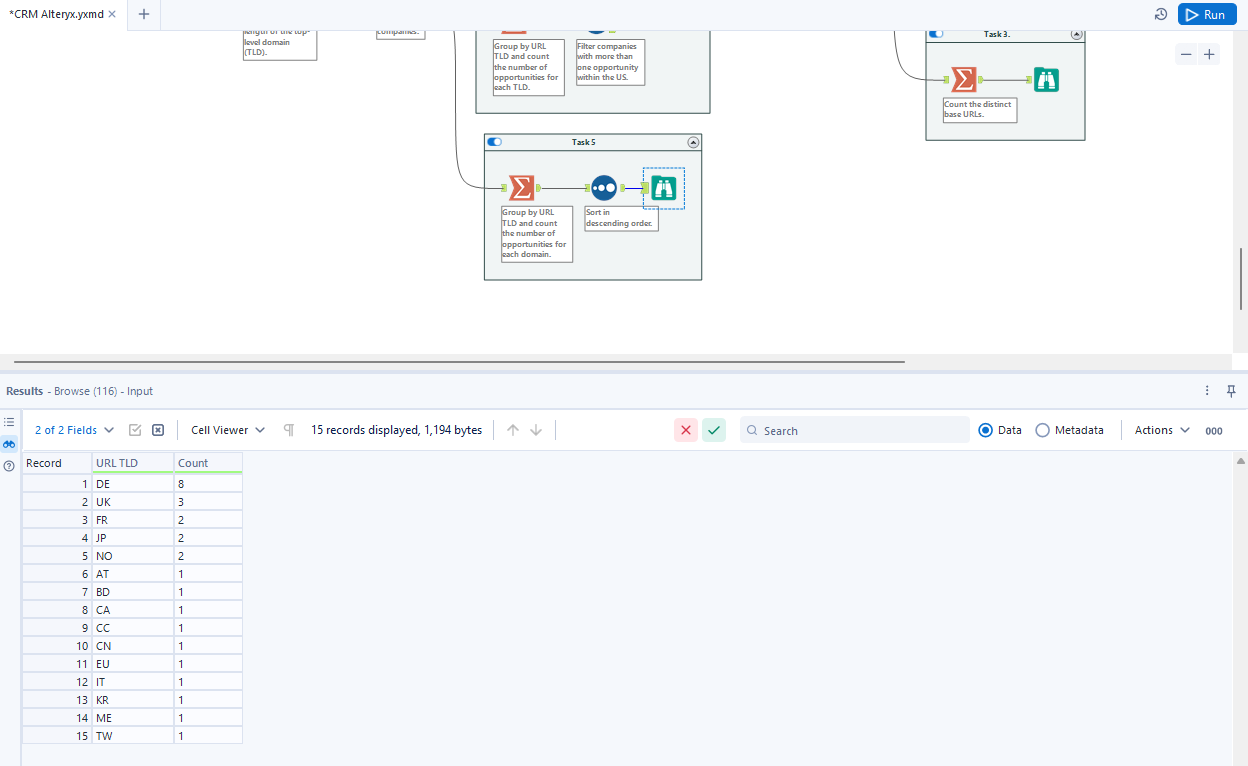 *CRM Alteryx.yxmd
Run
length of the top-
level domain
(TLD).
companies.
Group by URL
TLD and count
the number of
opportunities for
each TLD.
Filter companies
with more than
one opportunity
within the US.
Task 3.
Count the distinct
base URLs.
Task 5
Group by URL
TLD and count
the number of
opportunities for
each domain.
Sort in
descending order.
Results - Browse (116) - Input
2 of 2 Fields Cell Viewer 15 records displayed, 1,194 bytes Search Data Metadata Actions 000
Record URL TLD Count
1 DE 8
2 UK 3
3 FR 2
4 JP 2
5 NO 2
6 AT 1
7 BD 1
8 CA 1
9 CC 1
10 CN 1
11 EU 1
12 IT 1
13 KR 1
14 ME 1
15 TW 1